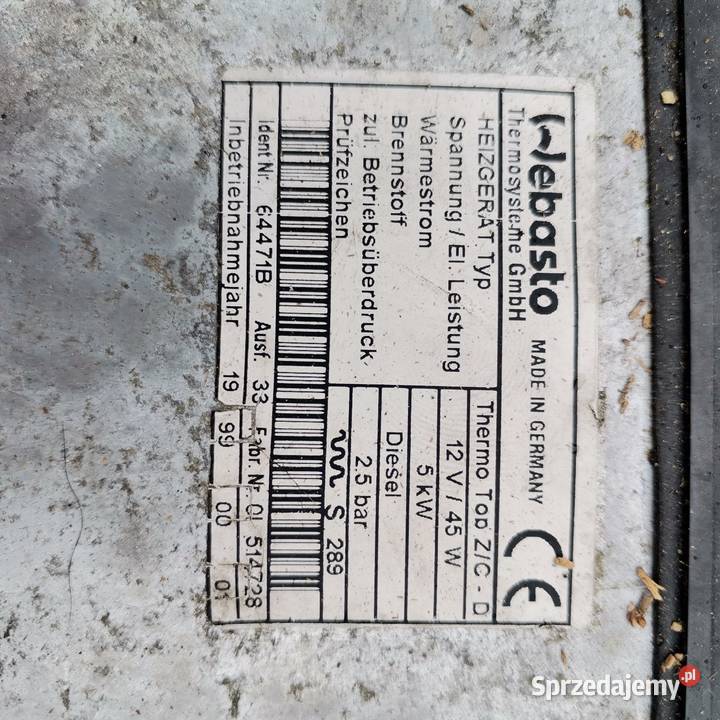 Webasto MADE IN GERMANY CE
Thermosysteme GmbH
HEIZGERÄT Typ Thermo Top Z/C - D
Spannung / El. Leistung 12 V / 45 W
Wärmestrom 5 kW
Brennstoff Diesel
zul. Betriebsüberdruck 2.5 bar
Prüfzeichen S 289
Ident Nr. 64471B Ausf. 33 Fabr. Nr. 514728
Inbetriebnahmejahr 19 99 00 01
Sprzedajemy.pl